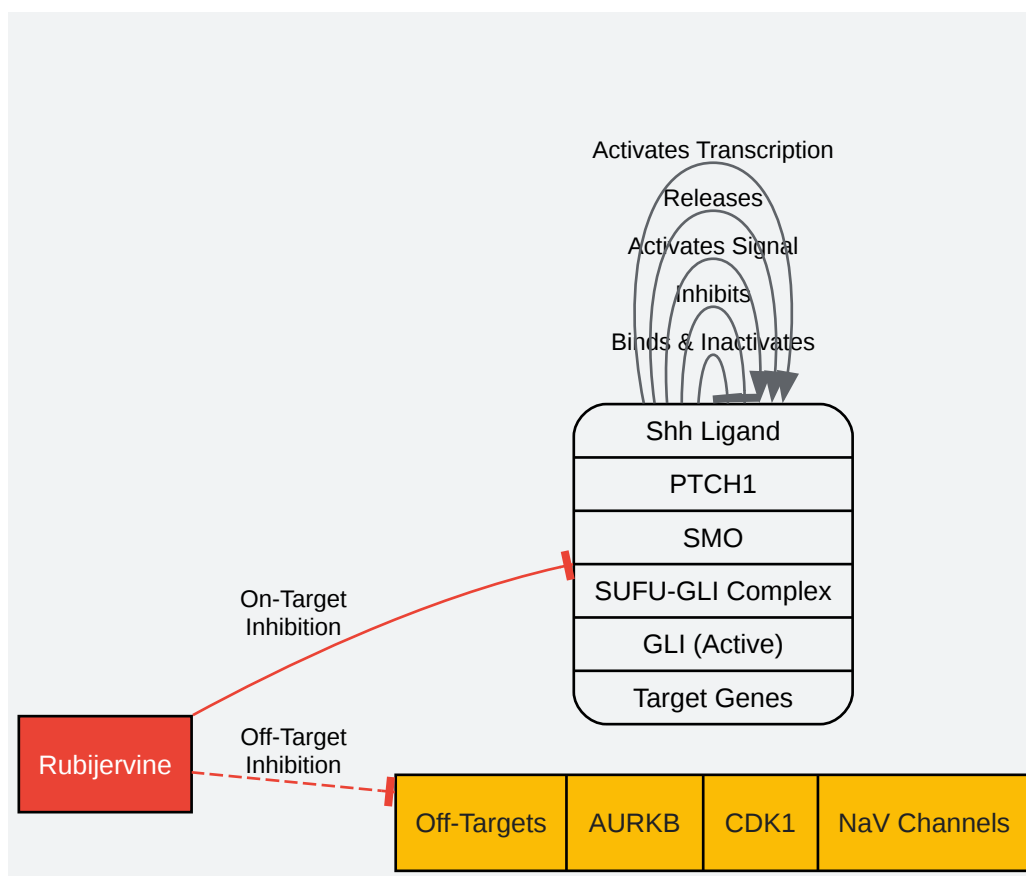 Activates Transcription
Releases
Activates Signal
Inhibits
Binds & Inactivates
Shh Ligand
PTCH1
SMO
SUFU-GLI Complex
GLI (Active)
Target Genes
On-Target
Inhibition
Off-Target
Inhibition
Rubijervine
Off-Targets
AURKB
CDK1
NaV Channels